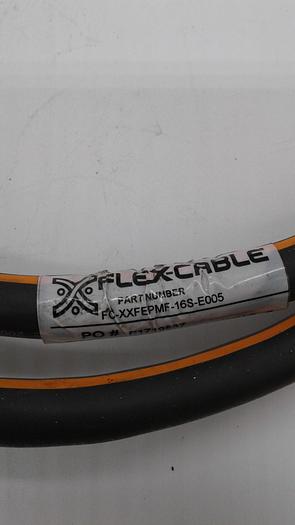 FLEX-CABLE
PART NUMBER
FC-XXFEPMF-16S-E005
PO #